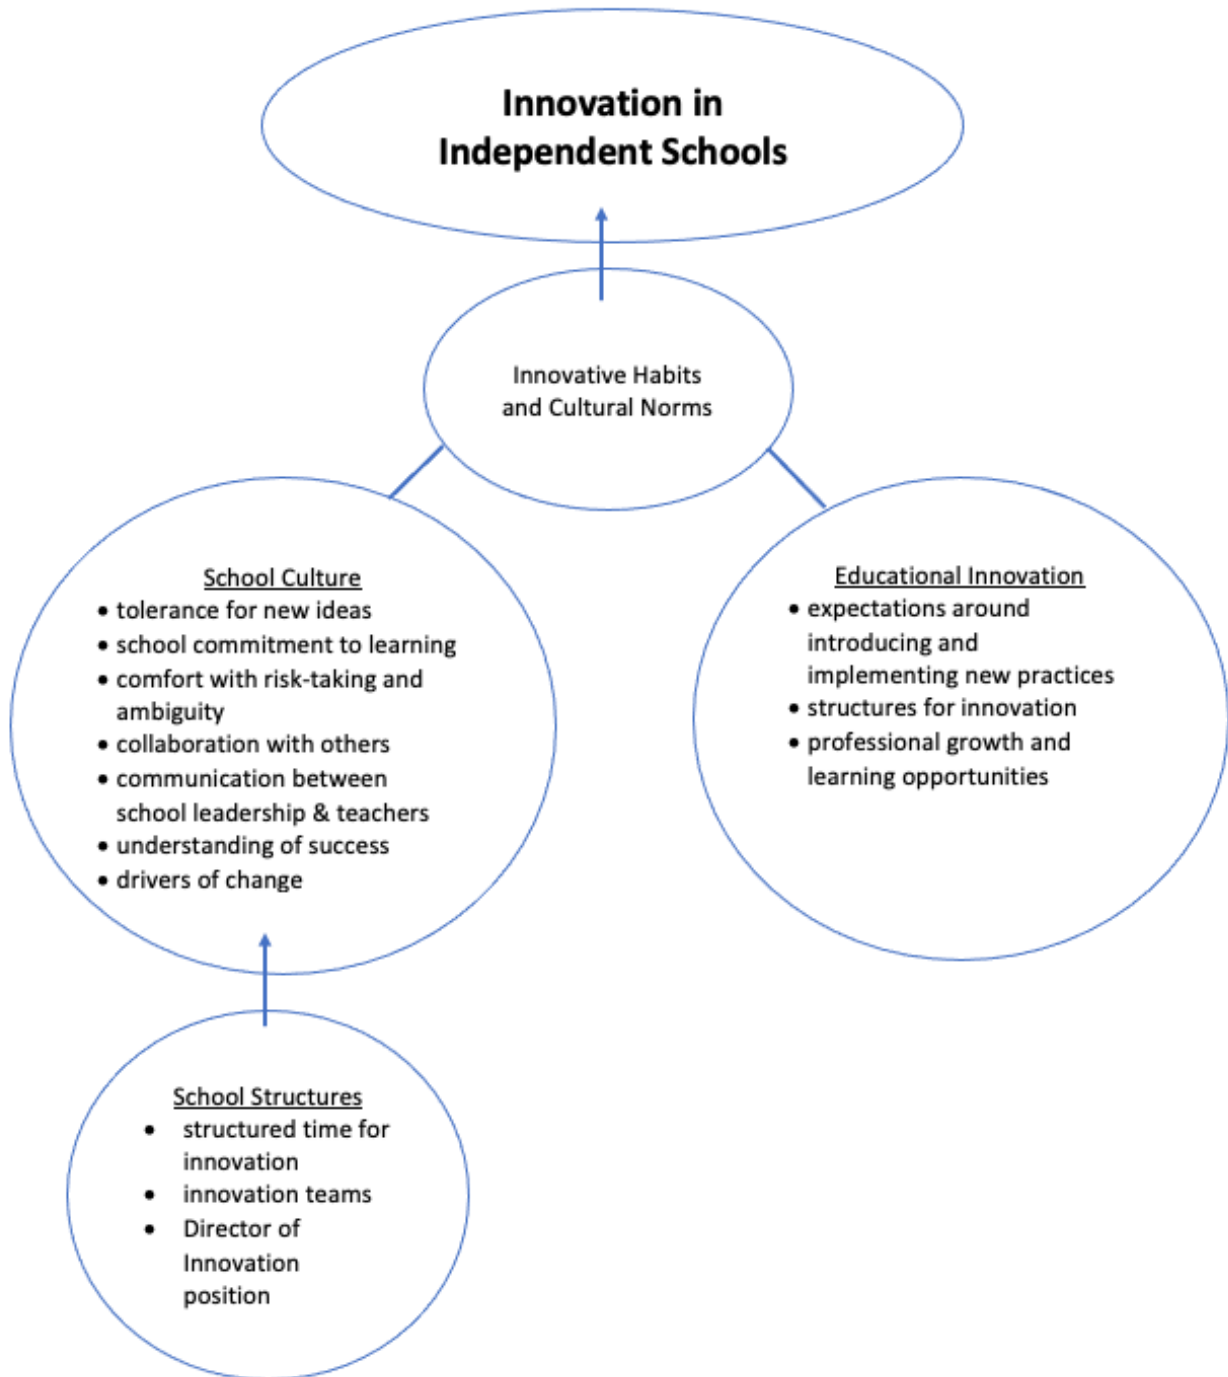 Innovation in
Independent Schools
Innovative Habits
and Cultural Norms
School Culture
• tolerance for new ideas
• school commitment to learning
• comfort with risk-taking and
ambiguity
• collaboration with others
• communication between
school leadership & teachers
• understanding of success
• drivers of change
Educational Innovation
• expectations around
introducing and
implementing new practices
• structures for innovation
• professional growth and
learning opportunities
School Structures
• structured time for
innovation
• innovation teams
• Director of
Innovation
position